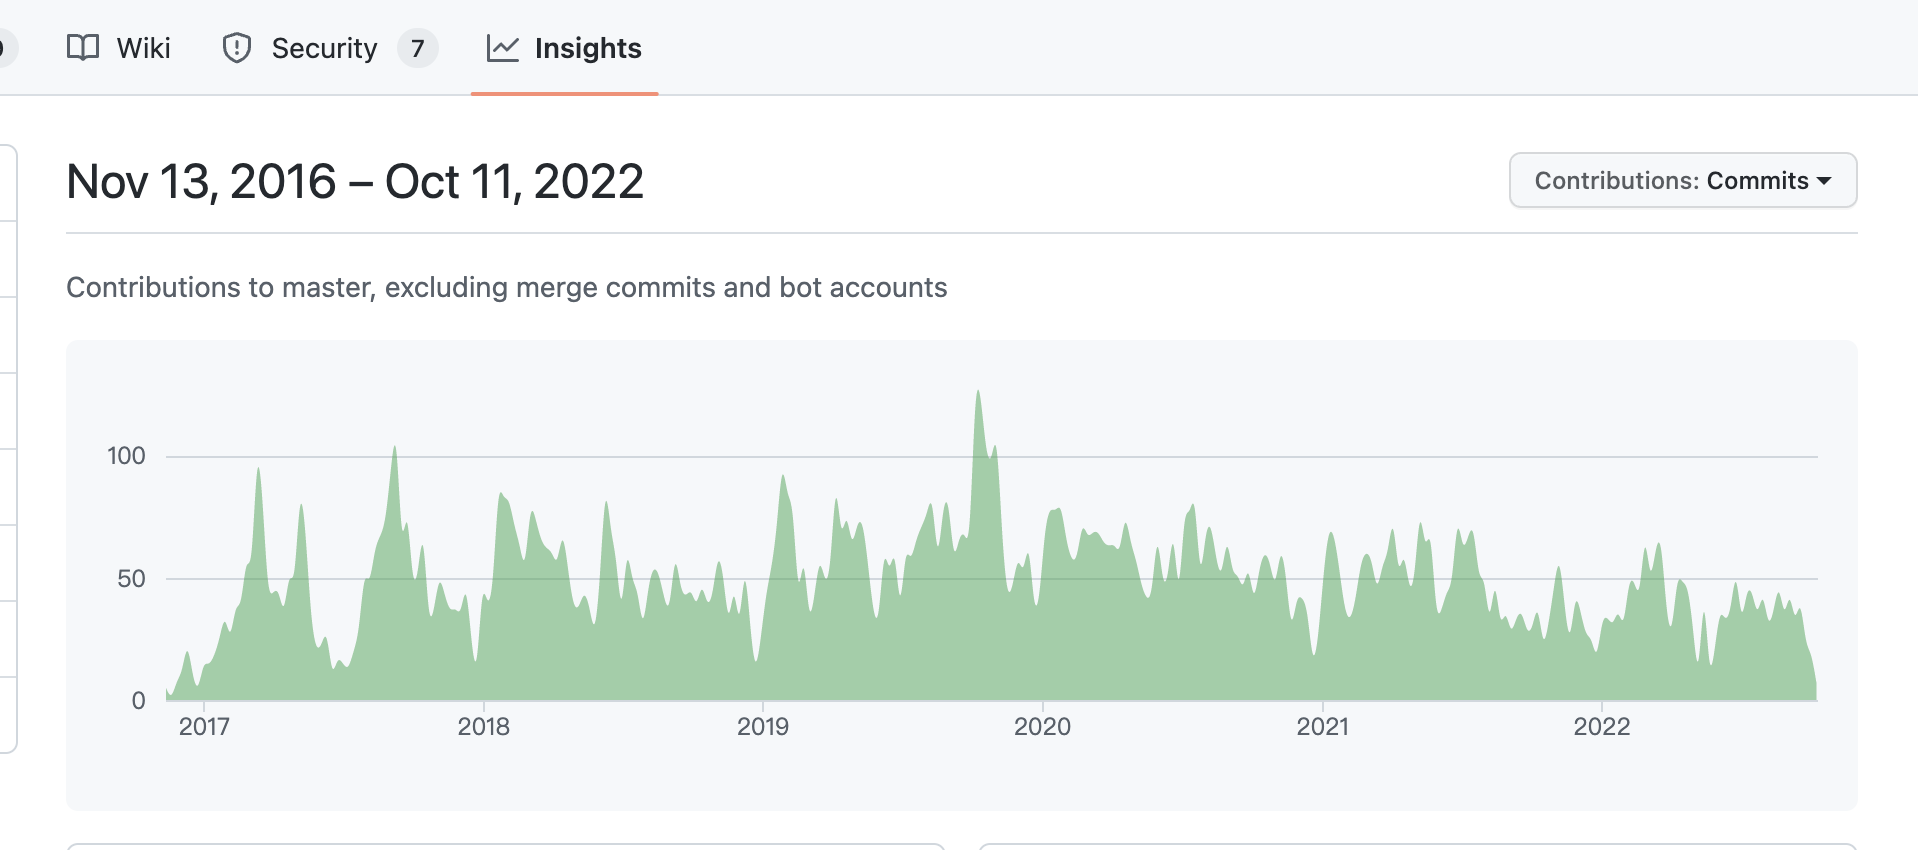 Wiki Security 7 Insights
Nov 13, 2016 – Oct 11, 2022
Contributions: Commits
Contributions to master, excluding merge commits and bot accounts
100
50
0
2017 2018 2019 2020 2021 2022